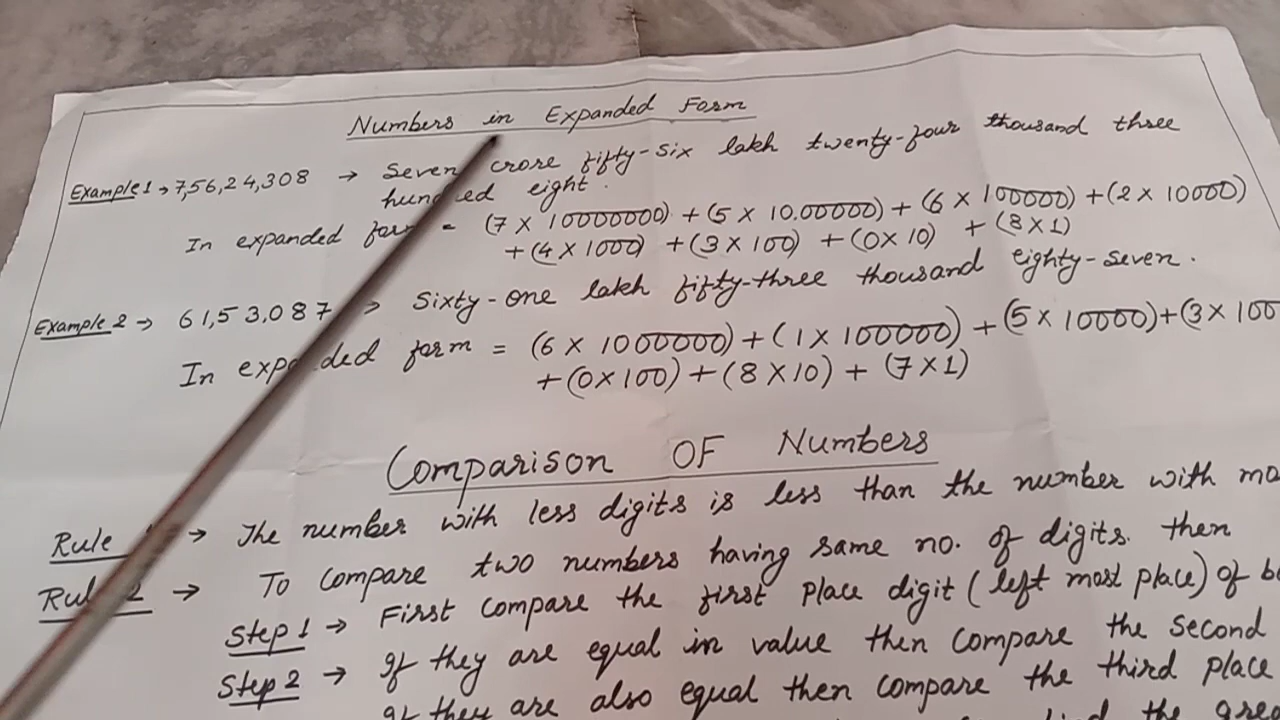 Numbers in Expanded Form
Example 1 → 7,56,24,308 → Seven crore fifty-six lakh twenty-four thousand three
hundred eight.
In expanded form = (7 × 10000000) + (5 × 10.00000) + (6 × 100000) + (2 × 10000)
+ (4 × 1000) + (3 × 100) + (0 × 10) + (8 × 1)
Example 2 → 61,53,087 → Sixty-one lakh fifty-three thousand eighty-seven.
In expanded form = (6 × 1000000) + (1 × 100000) + (5 × 10000) + (3 × 100
+ (0 × 100) + (8 × 10) + (7 × 1)
Comparison OF Numbers
Rule → The number with less digits is less than the number with
Rule 2 → To compare two numbers having same no. of digits. then
Step 1 → First compare the first place digit (left most place) of
Step 2 → If they are equal in value then compare the second
If they are also equal then compare the third place
the